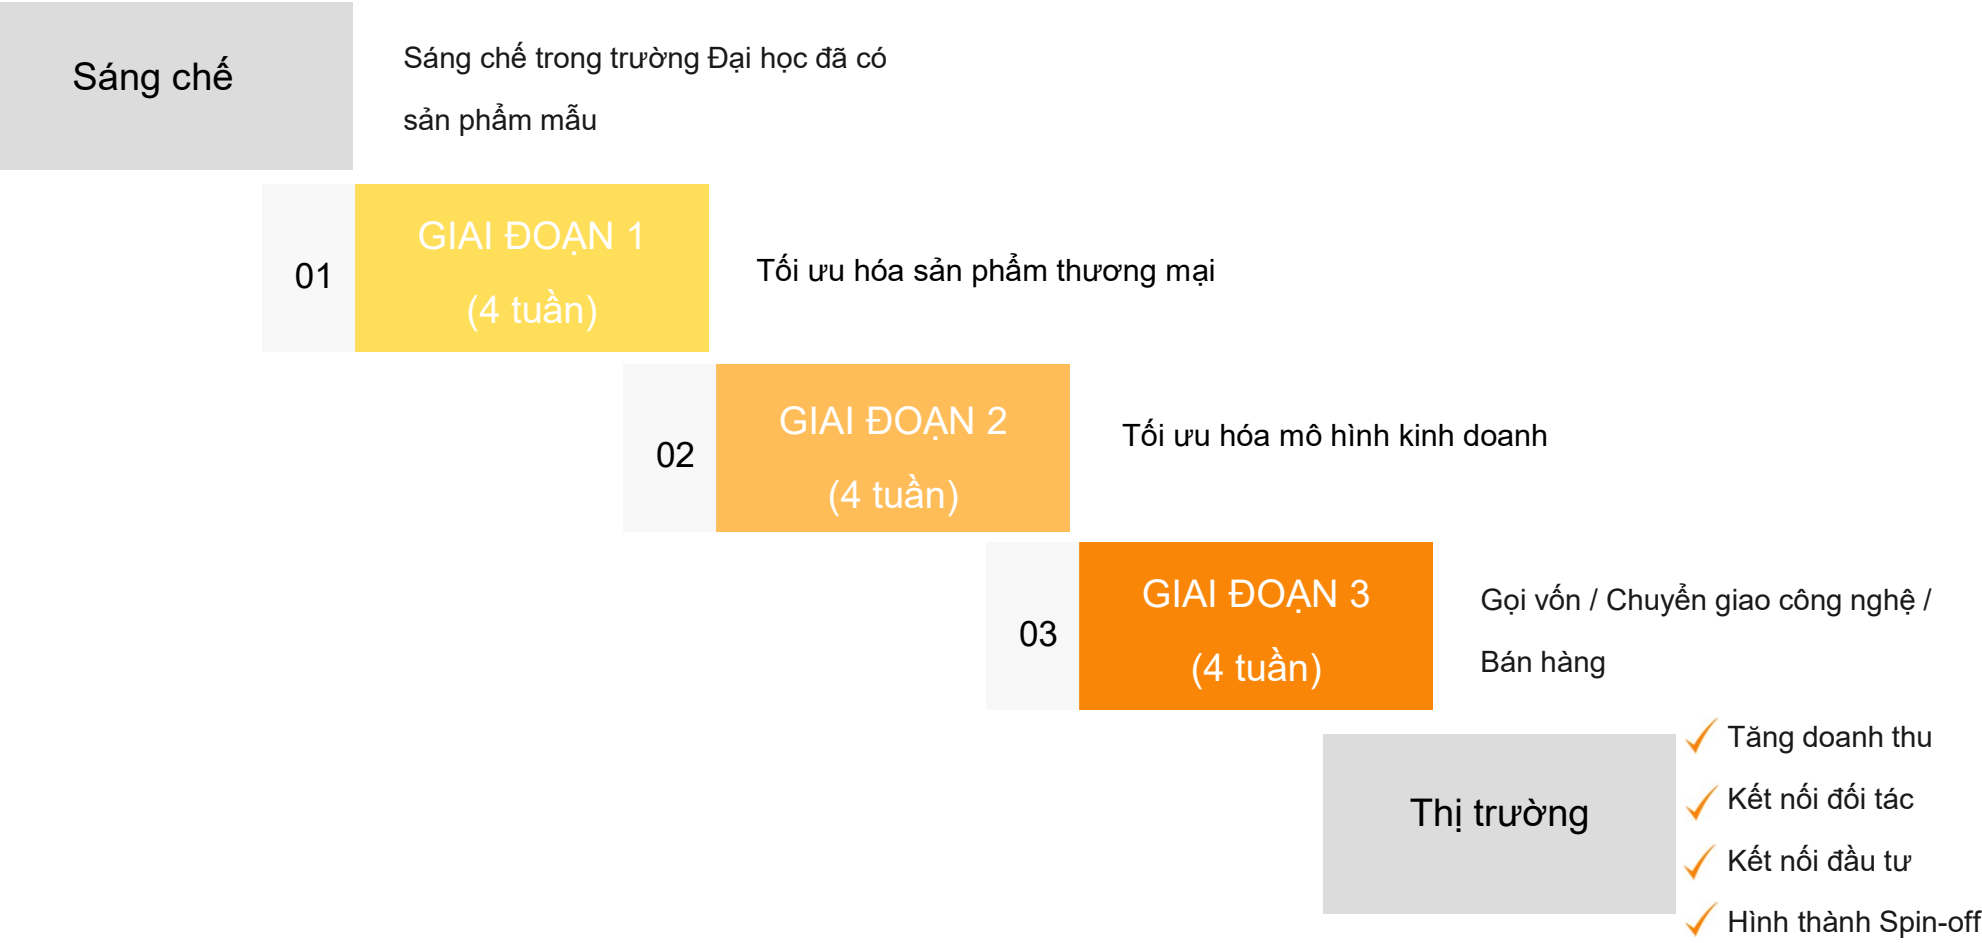 Sáng chế
Sáng chế trong trường Đại học đã có
sản phẩm mẫu
01
GIAI ĐOẠN 1
(4 tuần)
Tối ưu hóa sản phẩm thương mại
02
GIAI ĐOẠN 2
(4 tuần)
Tối ưu hóa mô hình kinh doanh
03
GIAI ĐOẠN 3
(4 tuần)
Gọi vốn / Chuyển giao công nghệ /
Bán hàng
Thị trường
Tăng doanh thu
Kết nối đối tác
Kết nối đầu tư
Hình thành Spin-off